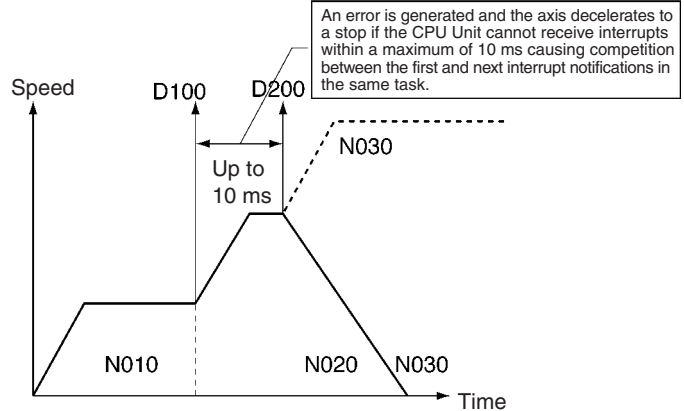 An error is generated and the axis decelerates to
a stop if the CPU Unit cannot receive interrupts
within a maximum of 10 ms causing competition
between the first and next interrupt notifications in
the same task.
Speed
D100
D200
N030
Up to
10 ms
N010
N020
N030
Time